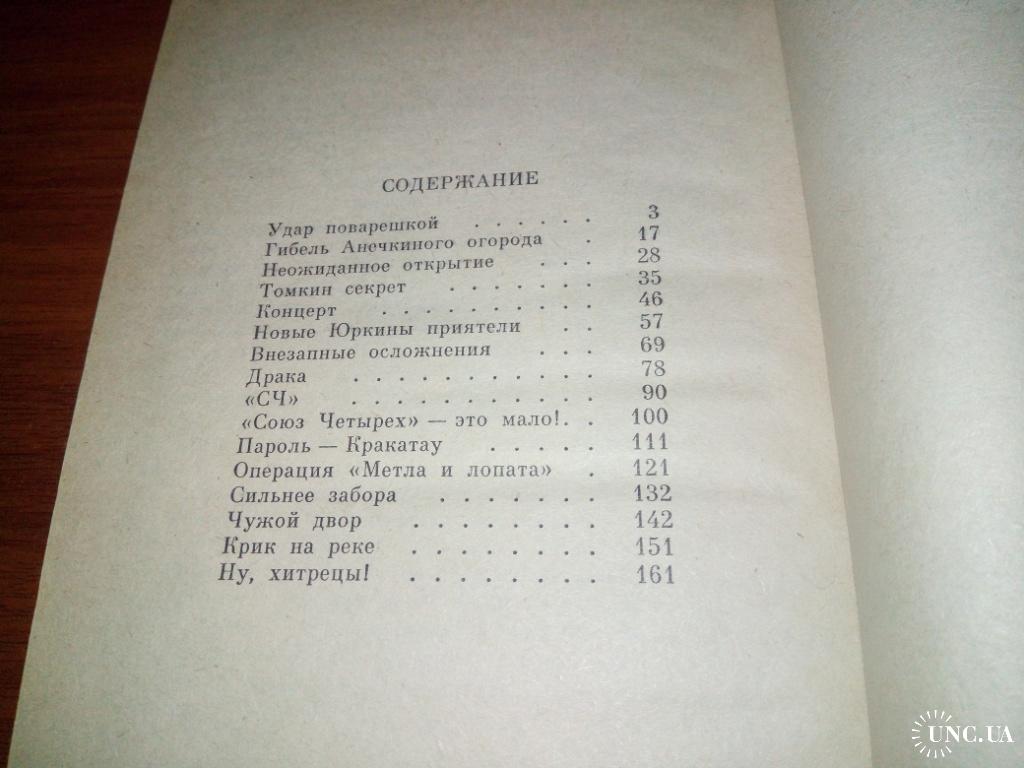 СОДЕРЖАНИЕ
Удар поварешкой . . . . . . 3
Гибель Анечкиного огорода . 17
Неожиданное открытие . . . 28
Томкин секрет . . . . . . . 35
Концерт . . . . . . . . . . 46
Новые Юркины приятели . . 57
Внезапные осложнения . . . 69
Драка . . . . . . . . . . . 78
«СЧ» . . . . . . . . . . . 90
«Союз Четырех» — это мало! . . 100
Пароль — Кракатау . . . . . 111
Операция «Метла и лопата» . 121
Сильнее забора . . . . . . . 132
Чужой двор . . . . . . . . 142
Крик на реке . . . . . . . . 151
Ну, хитрецы! . . . . . . . . 161
UNC.UA